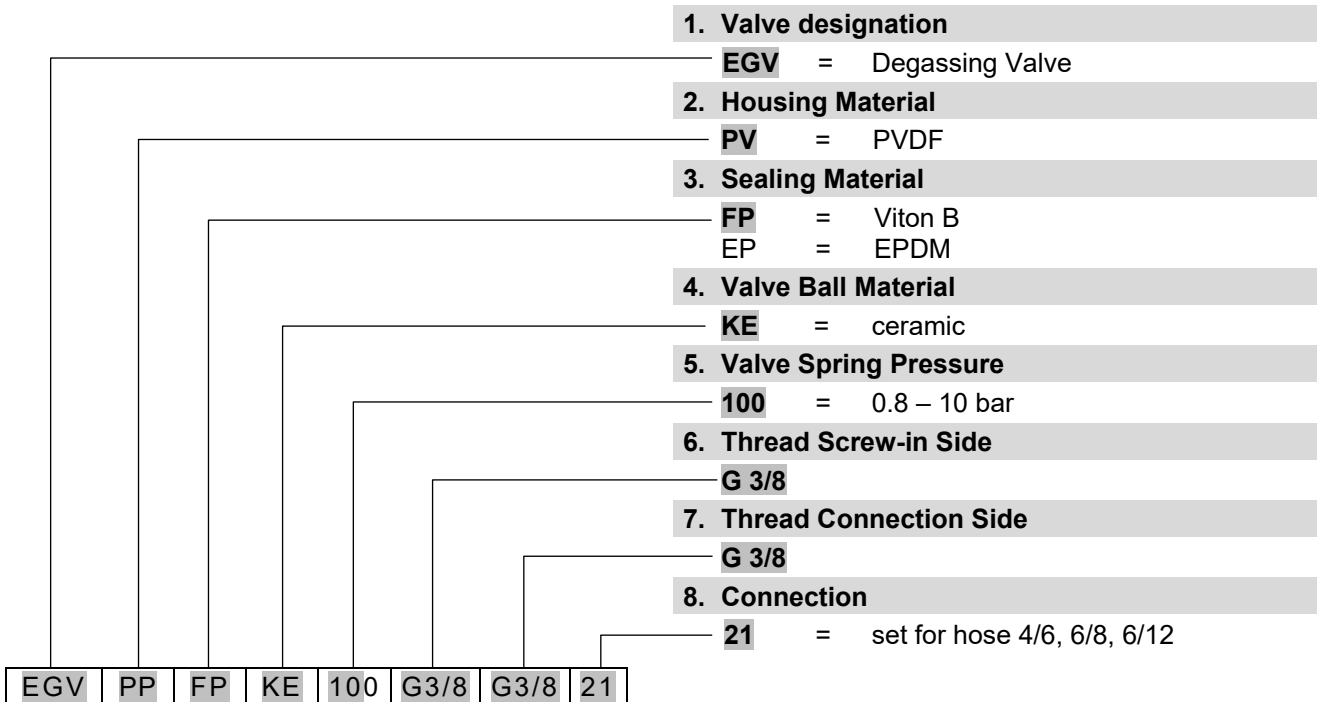 1. Valve designation
EGV = Degassing Valve
2. Housing Material
PV = PVDF
3. Sealing Material
FP = Viton B
EP = EPDM
4. Valve Ball Material
KE = ceramic
5. Valve Spring Pressure
100 = 0.8 – 10 bar
6. Thread Screw-in Side
G 3/8
7. Thread Connection Side
G 3/8
8. Connection
21 = set for hose 4/6, 6/8, 6/12
EGV PP FP KE 100 G3/8 G3/8 21